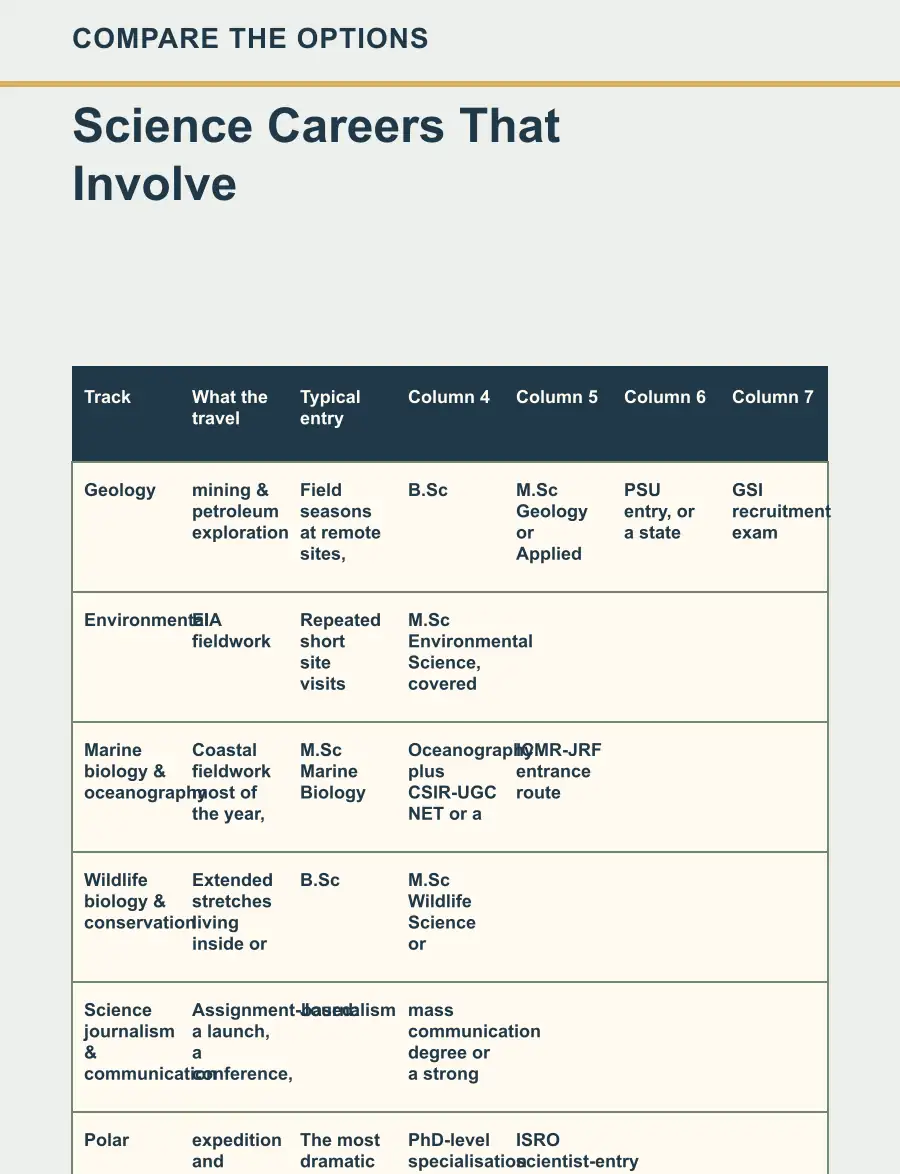 COMPARE THE OPTIONS
Science Careers That
Involve
Track
What the
travel
Typical
entry
Column 4
Column 5
Column 6
Column 7
Geology
mining &
petroleum
exploration
Field
seasons
at remote
sites,
B.Sc
M.Sc
Geology
or
Applied
PSU
entry, or
a state
GSI
recruitment
exam
Environmental
EIA
fieldwork
Repeated
short
site
visits
M.Sc
Environmental
Science,
covered
Marine
biology &
oceanography
Coastal
fieldwork
most of
the year,
M.Sc
Marine
Biology
Oceanography
plus
CSIR-UGC
NET or a
ICMR-JRF
entrance
route
Wildlife
biology &
conservation
Extended
stretches
living
inside or
B.Sc
M.Sc
Wildlife
Science
or
Science
journalism
&
communication
Assignment-based:
a launch,
a
conference,
Journalism
mass
communication
degree or
a strong
Polar
expedition
and
The most
dramatic
PhD-level
specialisation
ISRO
scientist-entry